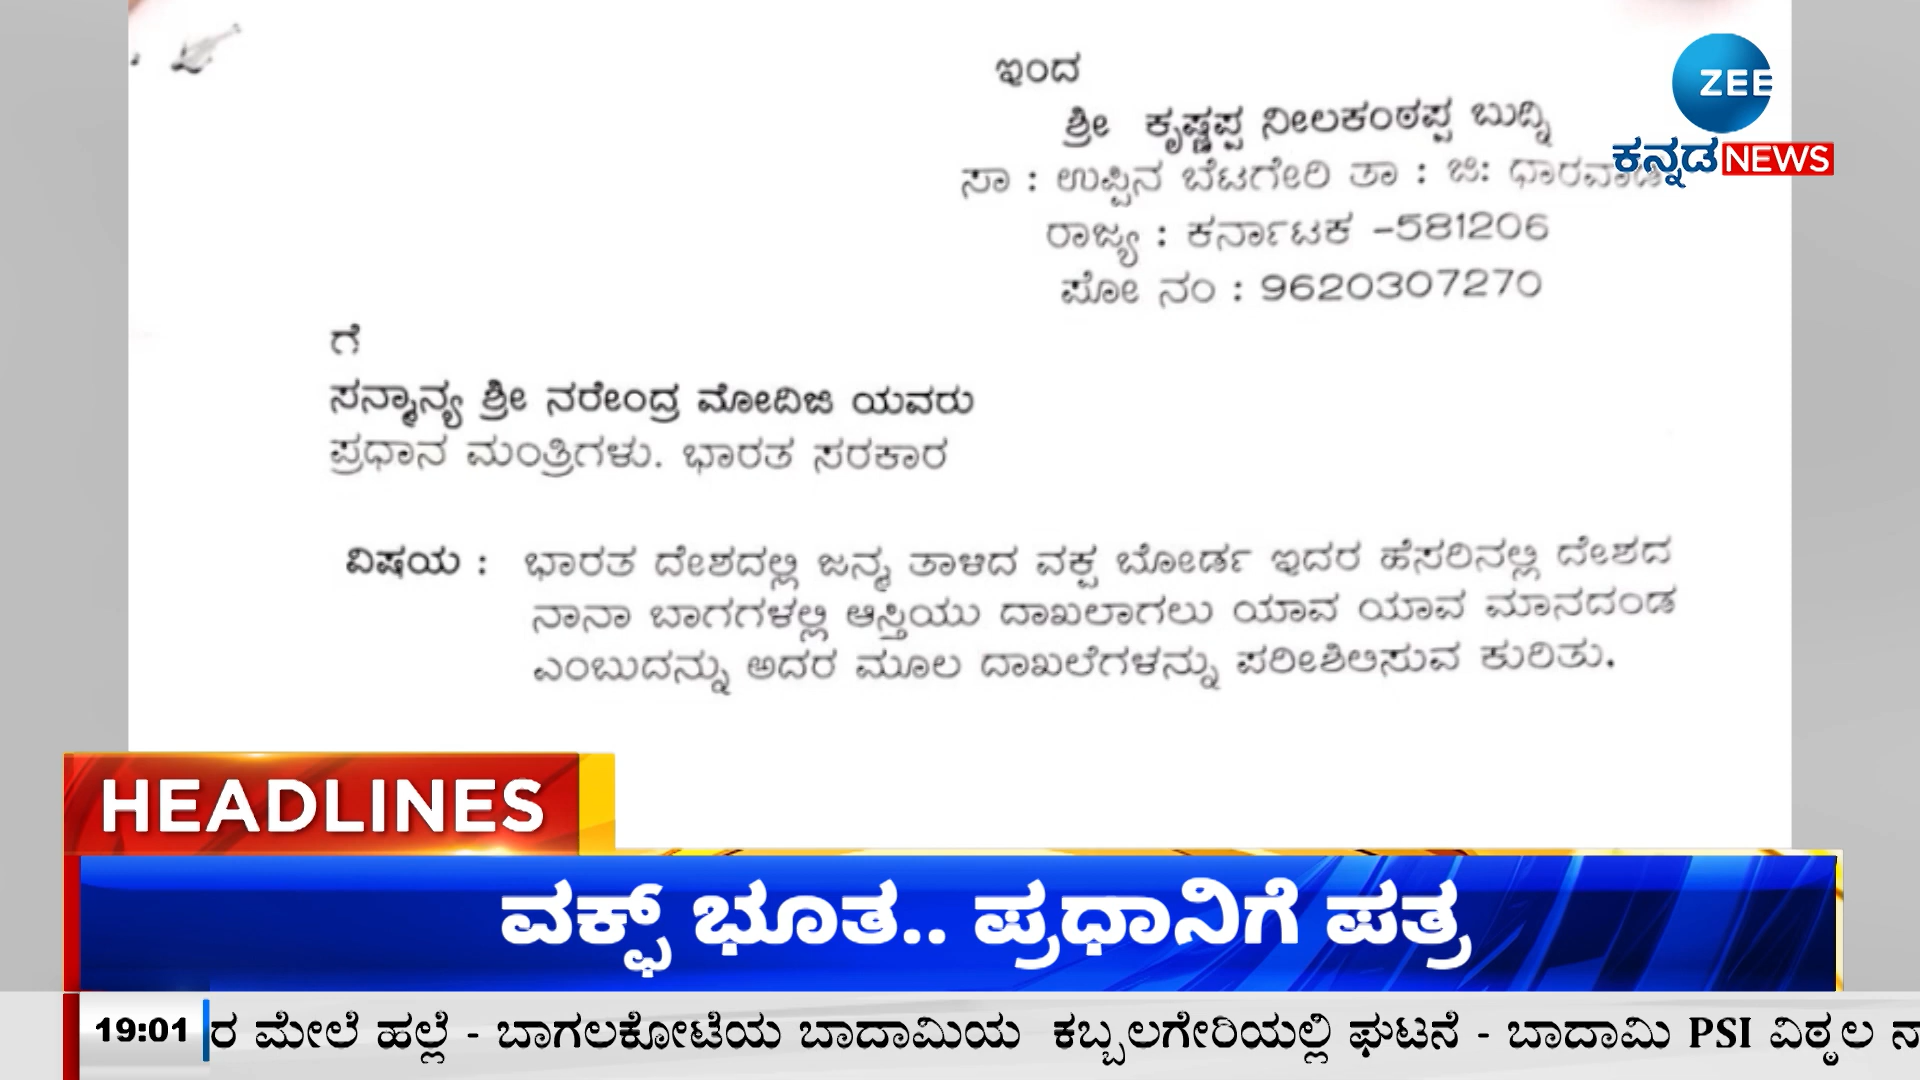 ಇಂದ
ಶ್ರೀ ಕೃಷ್ಣಪ್ಪ ನೀಲಕಂಠಪ್ಪ ಬುದ್ನಿ
ಸಾ : ಉಪ್ಪಿನ ಬೆಟಗೇರಿ ತಾ : ಜಿ: ಧಾರವಾಡ
ರಾಜ್ಯ : ಕರ್ನಾಟಕ -581206
ಪೋ ನಂ : 9620307270
ZEE
ಕನ್ನಡ NEWS
ಗೆ
ಸನ್ಮಾನ್ಯ ಶ್ರೀ ನರೇಂದ್ರ ಮೋದಿಜಿ ಯವರು
ಪ್ರಧಾನ ಮಂತ್ರಿಗಳು. ಭಾರತ ಸರಕಾರ
ವಿಷಯ : ಭಾರತ ದೇಶದಲ್ಲಿ ಜನ್ಮ ತಾಳಿದ ವಕ್ಪ ಬೋರ್ಡ ಇದರ ಹೆಸರಿನಲ್ಲಿ ದೇಶದ
ನಾನಾ ಬಾಗಗಳಲ್ಲಿ ಆಸ್ತಿಯು ದಾಖಲಾಗಲು ಯಾವ ಯಾವ ಮಾನದಂಡ
ಎಂಬುದನ್ನು ಅದರ ಮೂಲ ದಾಖಲೆಗಳನ್ನು ಪರೀಶಿಲಿಸುವ ಕುರಿತು.
HEADLINES
ವಕ್ಫ್ ಭೂತ.. ಪ್ರಧಾನಿಗೆ ಪತ್ರ
19:01 ರ ಮೇಲೆ ಹಲ್ಲೆ - ಬಾಗಲಕೋಟೆಯ ಬಾದಾಮಿಯ ಕಬ್ಬಲಗೇರಿಯಲ್ಲಿ ಘಟನೆ - ಬಾದಾಮಿ PSI ವಿಠ್ಠಲ